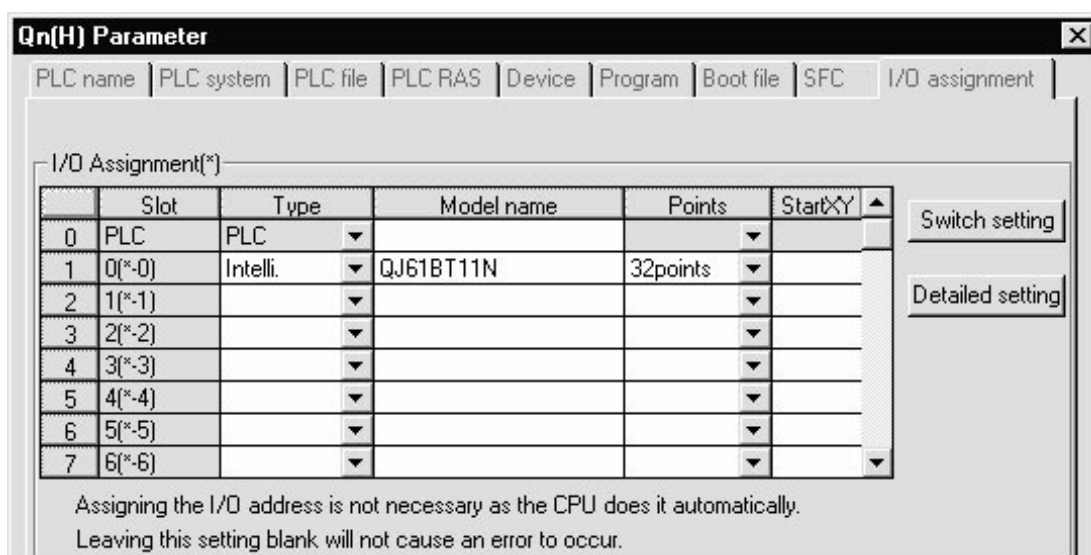 Qn(H) Parameter
PLC name PLC system PLC file PLC RAS Device Program Boot file SFC I/O assignment
I/O Assignment(*)
Slot Type Model name Points StartXY
0 PLC PLC
1 0(*-0) Intelli. QJ61BT11N 32points
2 1(*-1)
3 2(*-2)
4 3(*-3)
5 4(*-4)
6 5(*-5)
7 6(*-6)
Switch setting
Detailed setting
Assigning the I/O address is not necessary as the CPU does it automatically.
Leaving this setting blank will not cause an error to occur.